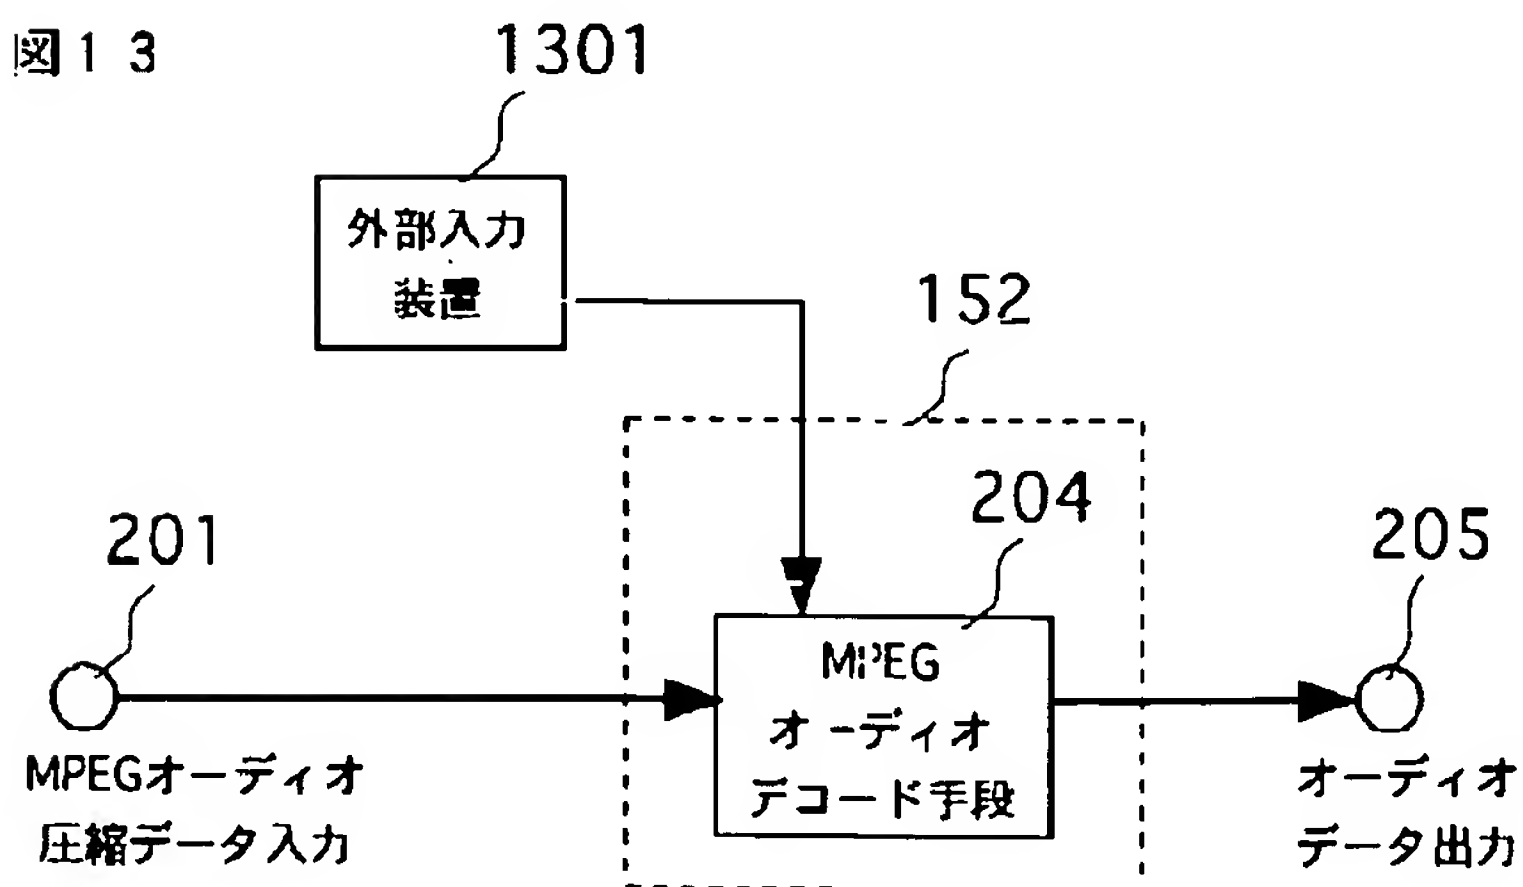 図13
1301
外部入力
装置
152
204
201
205
MPEG
オーディオ
デコード手段
MPEGオーディオ
圧縮データ入力
オーディオ
データ出力